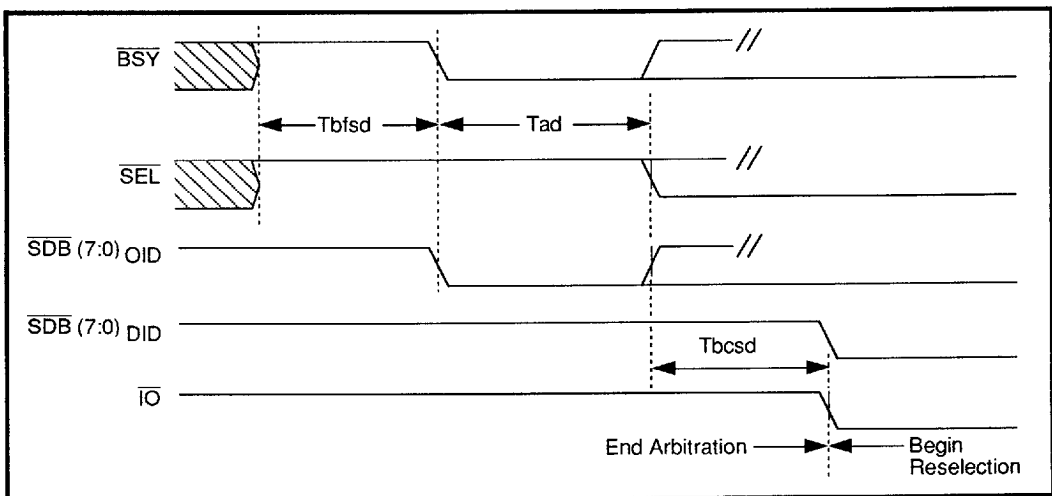 BSY
Tbfsd
Tad
SEL
SDB (7:0) OID
SDB (7:0) DID
Tbcsd
IO
End Arbitration
Begin
Reselection